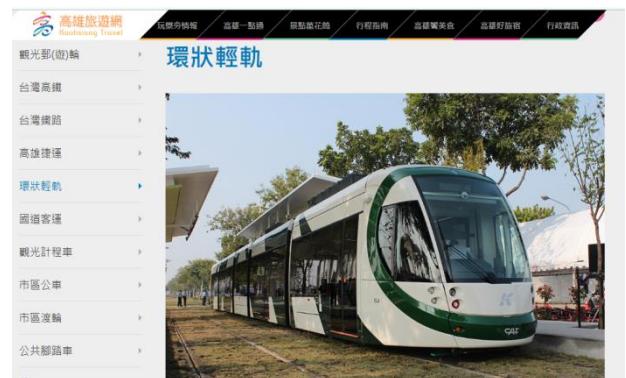 高雄旅遊網
Kaohsiung Travel
玩樂夯情報
高雄一點通
景點萬花筒
行程指南
高雄饗美食
高雄好旅宿
行政資訊
觀光郵(遊)輪
環狀輕軌
台灣高鐵
台灣鐵路
高雄捷運
環狀輕軌
國道客運
觀光計程車
市區公車
市區渡輪
公共腳踏車
CAF